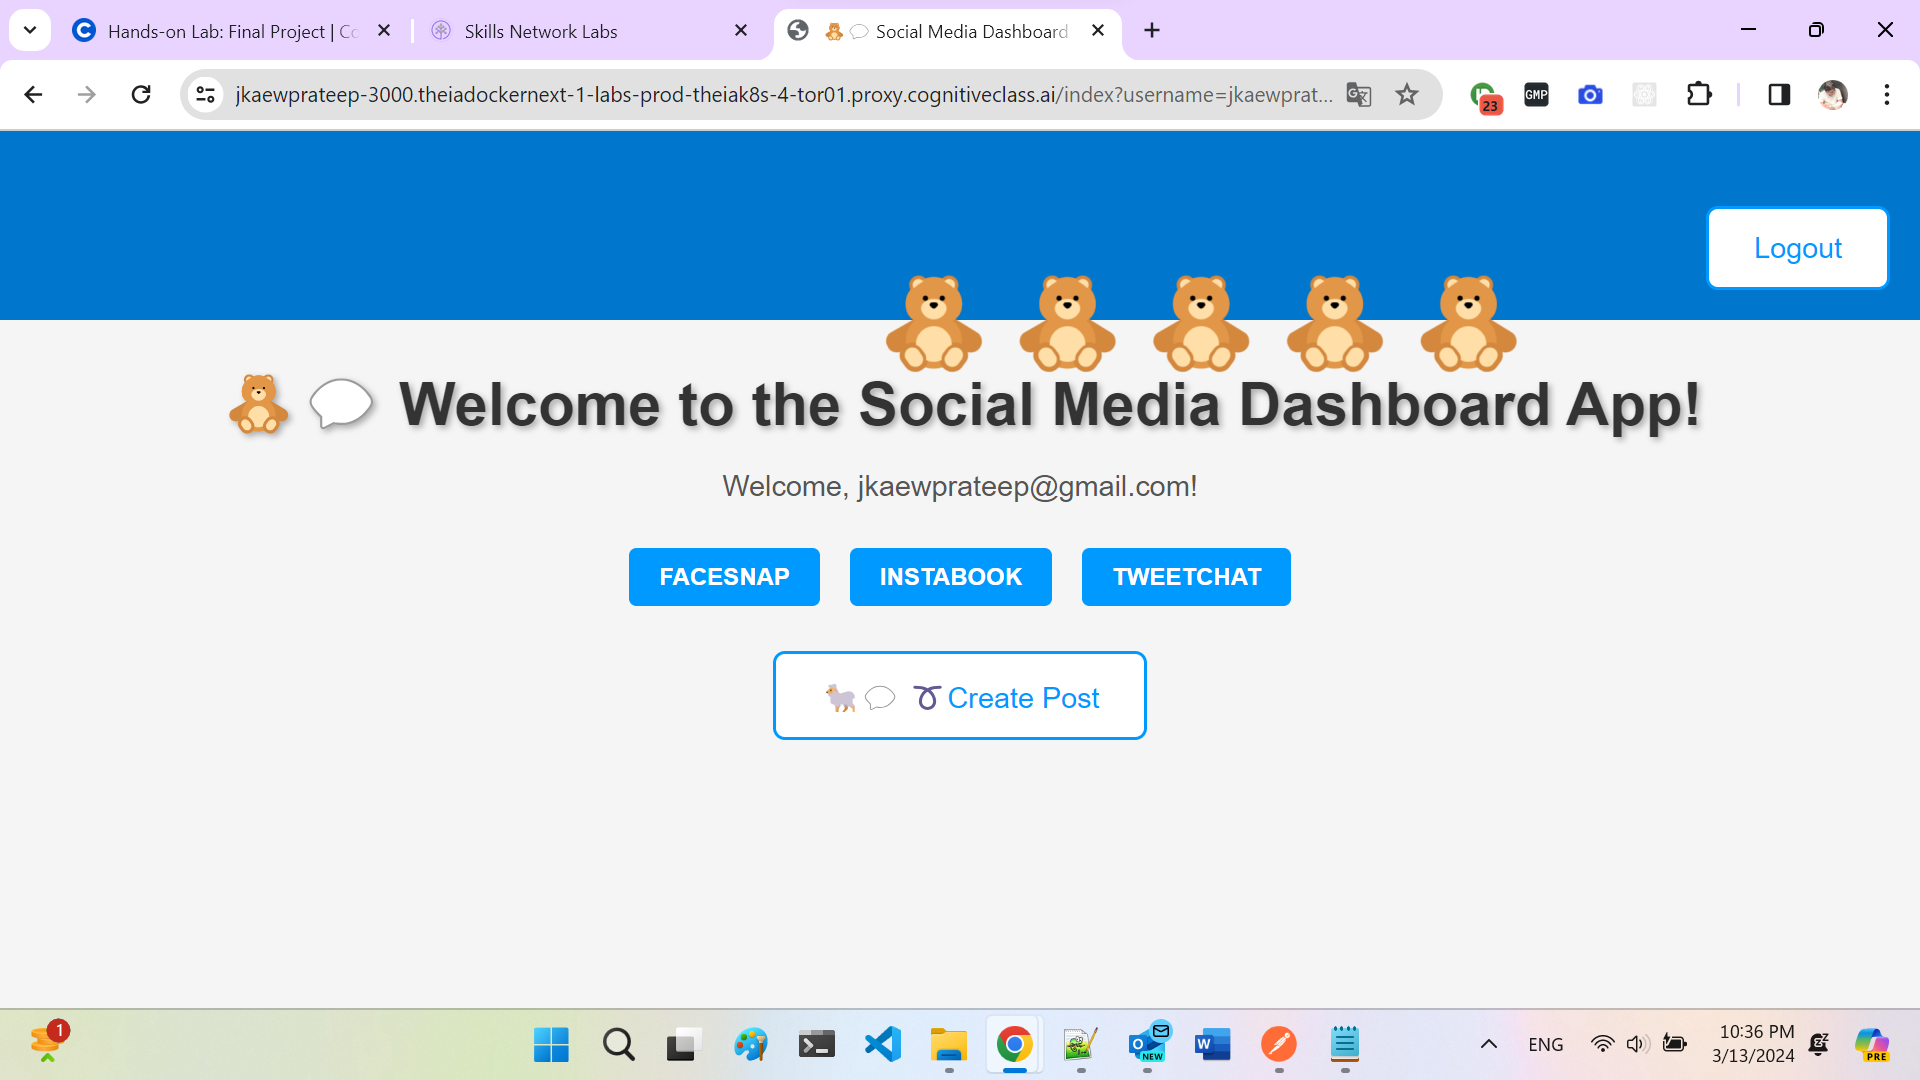 Hands-on Lab: Final Project | Co
Skills Network Labs
Social Media Dashboard
jkaewprateep-3000.theiadockernext-1-labs-prod-theiak8s-4-tor01.proxy.cognitiveclass.ai/index?username=jkaewprat...
23
GMP
Logout
Welcome to the Social Media Dashboard App!
Welcome, jkaewprateep@gmail.com!
FACESNAP
INSTABOOK
TWEETCHAT
Create Post
1
NEW
ENG
10:36 PM
3/13/2024
PRE